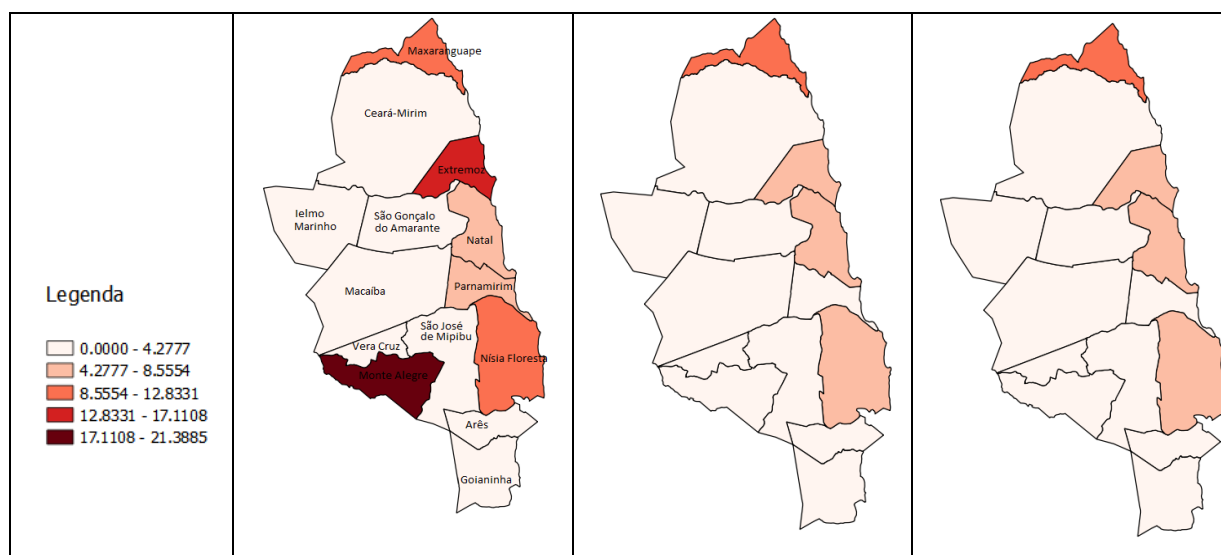 Legenda
0.0000 - 4.2777
4.2777 - 8.5554
8.5554 - 12.8331
12.8331 - 17.1108
17.1108 - 21.3885
Maxaranguape
Ceará-Mirim
Extremoz
Ielmo
Marinho
São Gonçalo
do Amarante
Natal
Macaíba
Parnamirim
São José
de Mipibu
Vera Cruz
Nísia Floresta
Monte Alegre
Arês
Goianinha